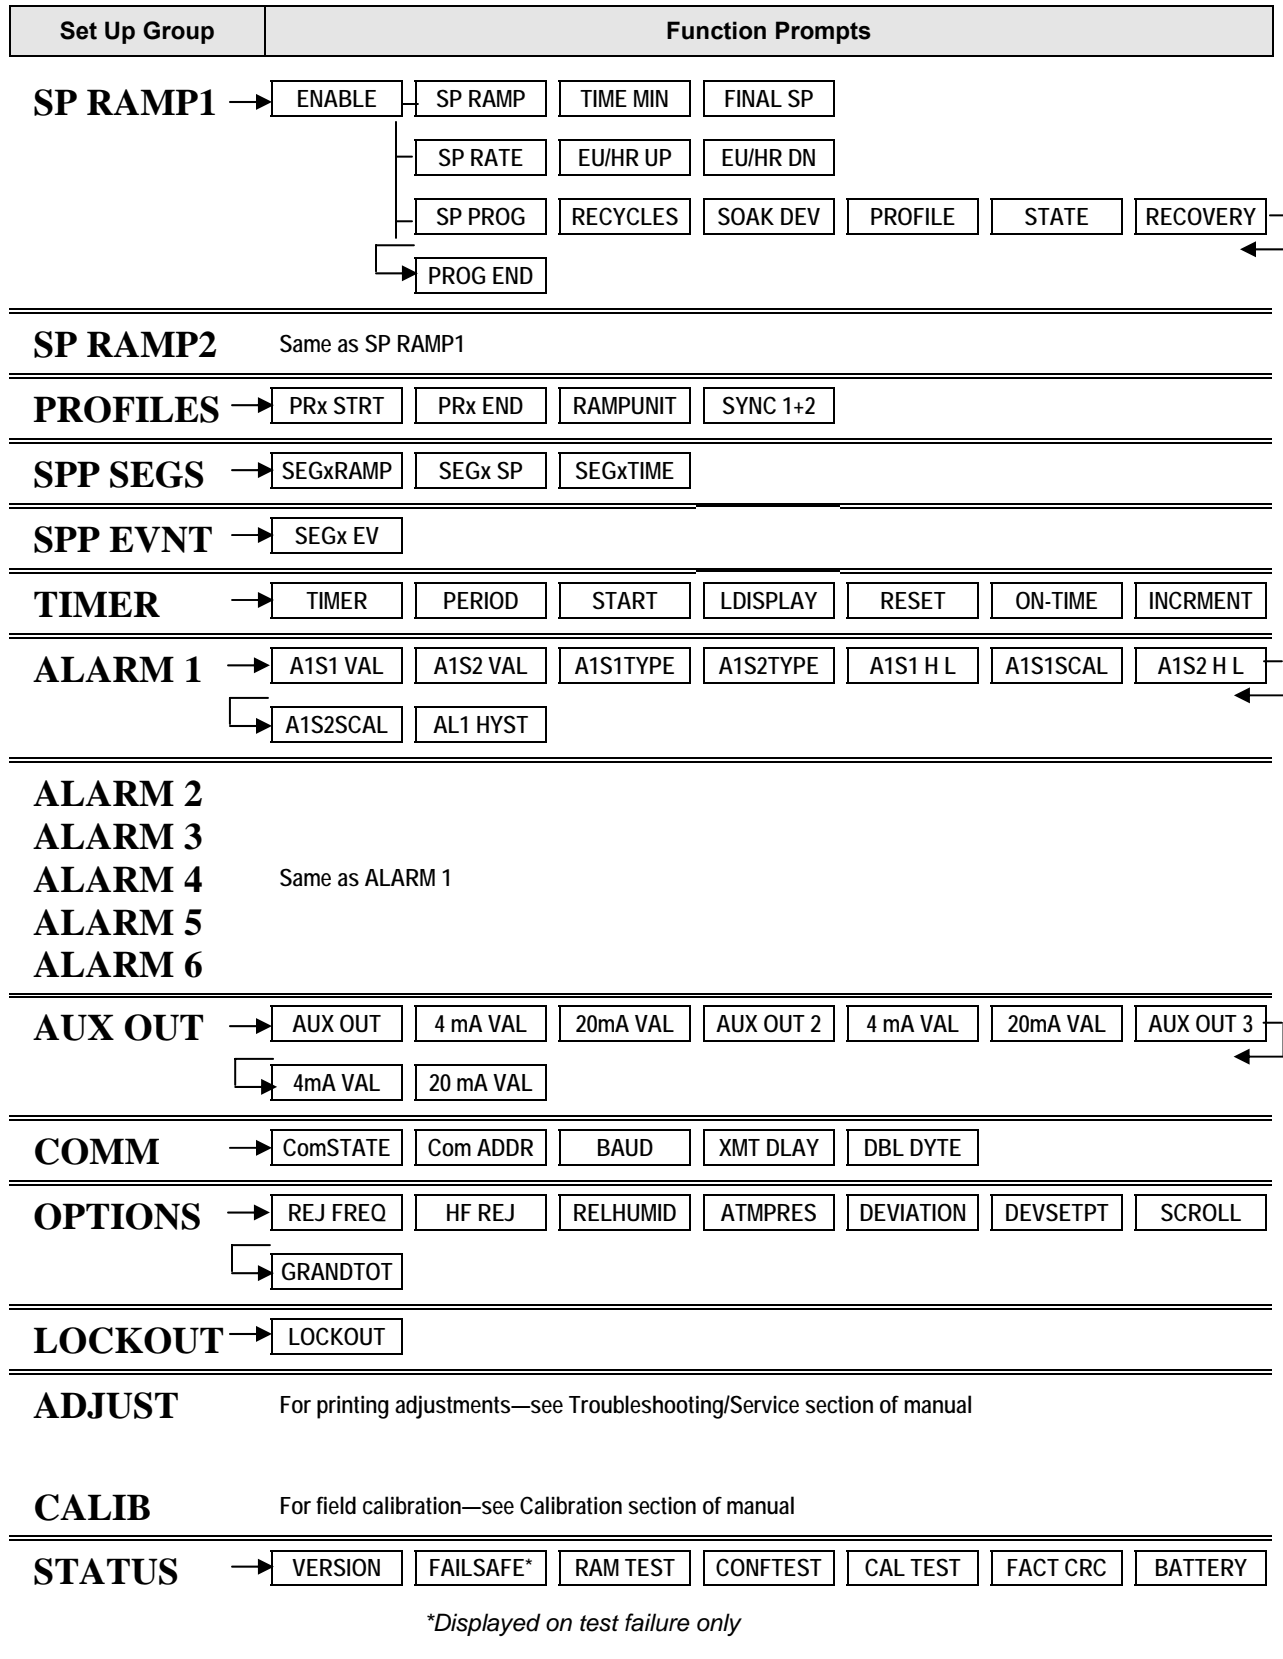 Set Up Group Function Prompts
SP RAMP1 ENABLE SP RAMP TIME MIN FINAL SP
SP RATE EU/HR UP EU/HR DN
SP PROG RECYCLES SOAK DEV PROFILE STATE RECOVERY
PROG END
SP RAMP2 Same as SP RAMP1
PROFILES PRx STRT PRx END RAMPUNIT SYNC 1+2
SPP SEGS SEGxRAMP SEGx SP SEGxTIME
SPP EVNT SEGx EV
TIMER TIMER PERIOD START LDISPLAY RESET ON-TIME INCRMENT
ALARM 1 A1S1 VAL A1S2 VAL A1S1TYPE A1S2TYPE A1S1 H L A1S1SCAL A1S2 H L
A1S2SCAL AL1 HYST
ALARM 2
ALARM 3
ALARM 4 Same as ALARM 1
ALARM 5
ALARM 6
AUX OUT AUX OUT 4 mA VAL 20mA VAL AUX OUT 2 4 mA VAL 20mA VAL AUX OUT 3
4mA VAL 20 mA VAL
COMM ComSTATE Com ADDR BAUD XMT DLAY DBL DYTE
OPTIONS REJ FREQ HF REJ RELHUMID ATMPRES DEVIATION DEVSETPT SCROLL
GRANDTOT
LOCKOUT LOCKOUT
ADJUST For printing adjustments—see Troubleshooting/Service section of manual
CALIB For field calibration—see Calibration section of manual
STATUS VERSION FAILSAFE* RAM TEST CONFTEST CAL TEST FACT CRC BATTERY
*Displayed on test failure only